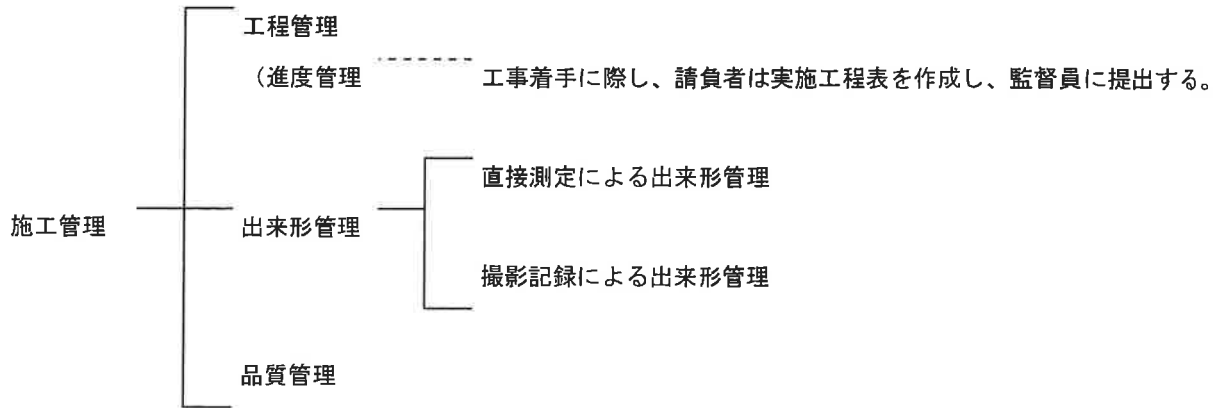 工程管理
（進度管理
工事着手に際し、請負者は実施工程表を作成し、監督員に提出する。
直接測定による出来形管理
施工管理
出来形管理
撮影記録による出来形管理
品質管理